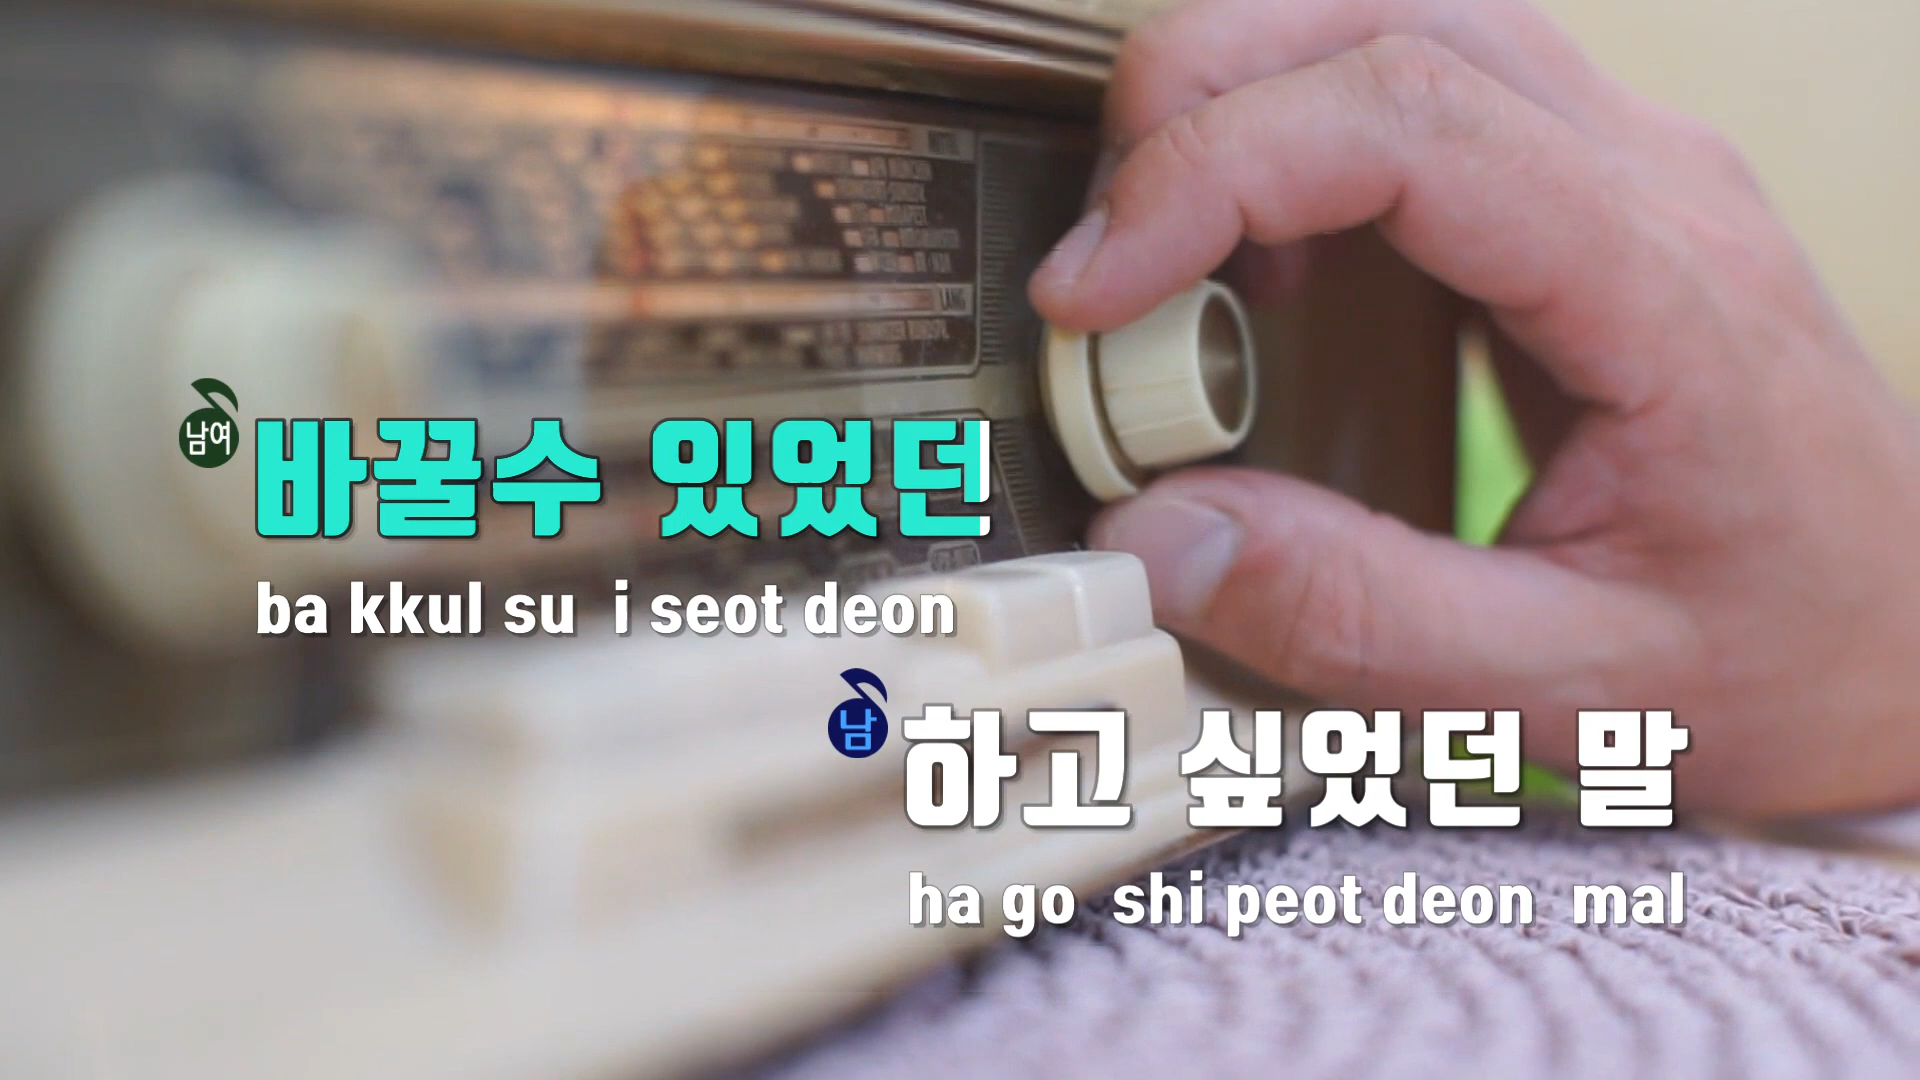 남여
바꿀수 있었던
ba kkul su i seot deon
남
하고 싶었던 말
ha go shi peot deon mal
LANG